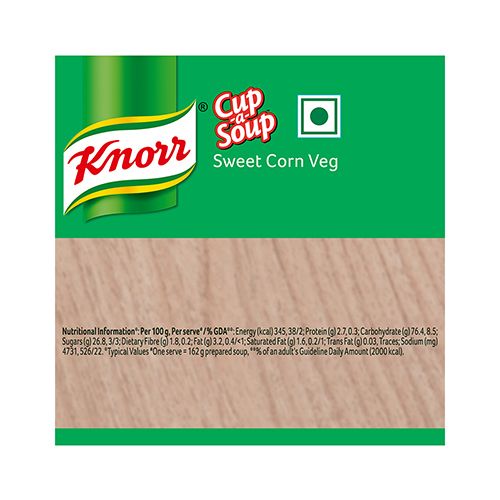 Knorr®
Cup
-a-
Soup
Sweet Corn Veg
Nutritional Information*: Per 100 g, Per serve#/% GDA**: Energy (kcal) 345, 38/2; Protein (g) 2.7, 0.3; Carbohydrate (g) 76.4, 8.5;
Sugars (g) 26.8, 3/3; Dietary Fibre (g) 1.8, 0.2; Fat (g) 3.2, 0.4/<1; Saturated Fat (g) 1.6, 0.2/1; Trans Fat (g) 0.03, Traces; Sodium (mg)
4731, 526/22. *Typical Values #One serve = 162 g prepared soup, **% of an adult's Guideline Daily Amount (2000 kcal).